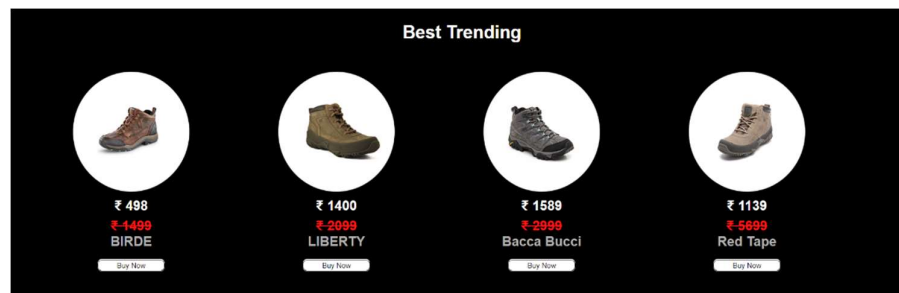 Best Trending
₹ 498
₹ 1499
BIRDE
Buy Now
₹ 1400
₹ 2099
LIBERTY
Buy Now
₹ 1589
₹ 2999
Bacca Bucci
Buy Now
₹ 1139
₹ 5699
Red Tape
Buy Now